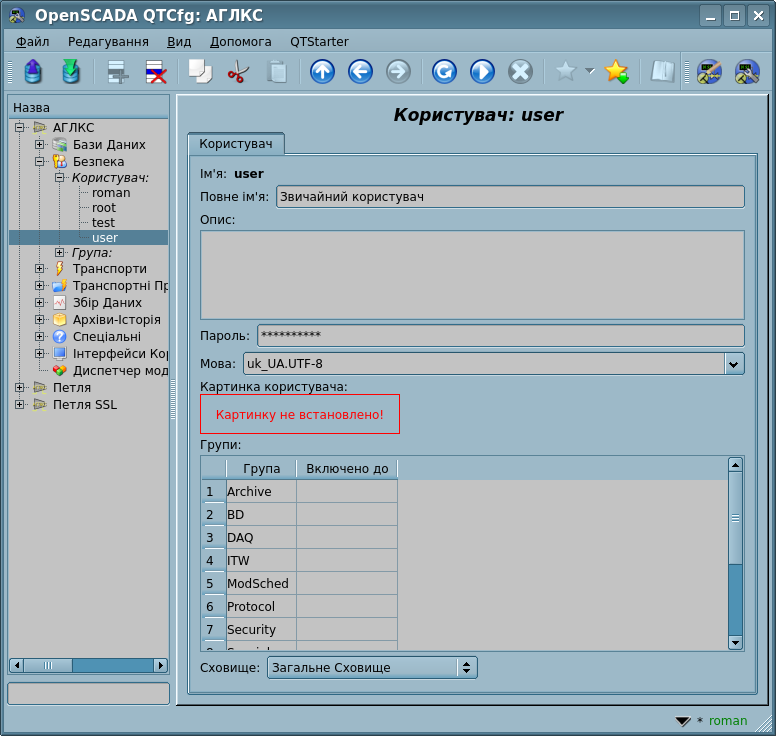 OpenSCADA QTCfg: АГЛКС
Файл Редагування Вид Допомога QTStarter
Назва
АГЛКС
Бази Даних
Безпека
Користувач:
roman
root
test
user
Група:
Транспорти
Транспортні Пр
Збір Даних
Архіви-Історія
Спеціальні
Інтерфейси Кор
Диспетчер мод
Петля
Петля SSL
Користувач: user
Користувач
Ім'я: user
Повне ім'я: Звичайний користувач
Опис:
Пароль: **********
Мова: uk_UA.UTF-8
Картинка користувача:
Картинку не встановлено!
Групи:
Група Включено до
1 Archive
2 BD
3 DAQ
4 ITW
5 ModSched
6 Protocol
7 Security
Сховище: Загальне Сховище
* roman